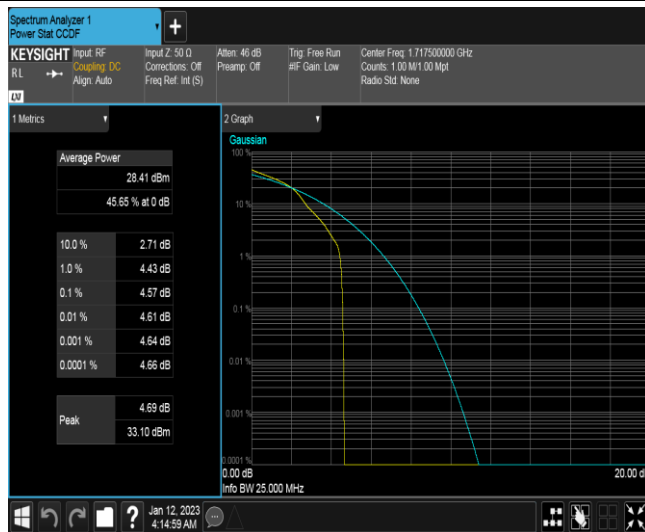 Spectrum Analyzer 1
Power Stat CCDF
+
KEYSIGHT
RL
LXI
Input: RF
Coupling: DC
Align: Auto
Input Z: 50 Ω
Corrections: Off
Freq Ref: Int (S)
Atten: 46 dB
Preamp: Off
Trig: Free Run
#IF Gain: Low
Center Freq: 1.717500000 GHz
Counts: 1.00 M/1.00 Mpt
Radio Std: None
1 Metrics
Average Power
28.41 dBm
45.65 % at 0 dB
10.0 % 2.71 dB
1.0 % 4.43 dB
0.1 % 4.57 dB
0.01 % 4.61 dB
0.001 % 4.64 dB
0.0001 % 4.66 dB
Peak
4.69 dB
33.10 dBm
2 Graph
Gaussian
100 %
10 %
1 %
0.1 %
0.01 %
0.001 %
0.0001 %
0.00 dB
20.00 d
Info BW 25.000 MHz
?
Jan 12, 2023
4:14:59 AM